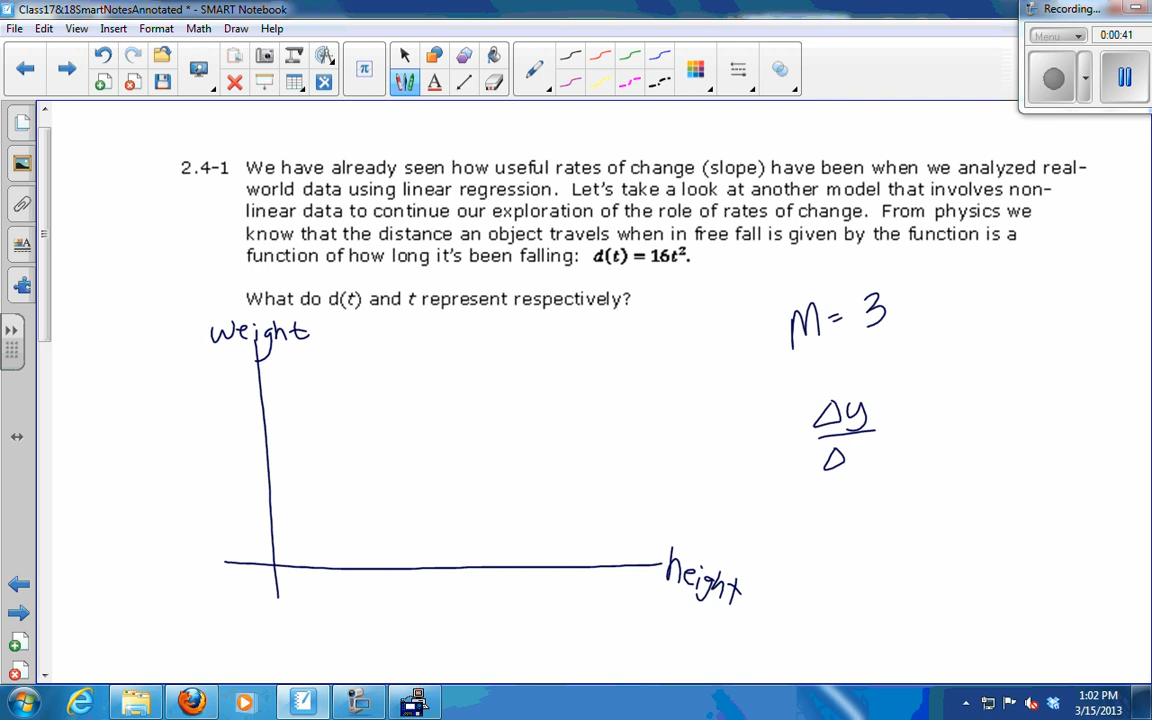 Class17&18SmartNotesAnnotated * - SMART Notebook
Recording...
File Edit View Insert Format Math Draw Help
Menu
0:00:41
π
A
2.4-1 We have already seen how useful rates of change (slope) have been when we analyzed real-
world data using linear regression. Let's take a look at another model that involves non-
linear data to continue our exploration of the role of rates of change. From physics we
know that the distance an object travels when in free fall is given by the function is a
function of how long it's been falling: d(t) = 16t².
What do d(t) and t represent respectively?
weight
M = 3
Δy
Δ
height
1:02 PM
3/15/2013